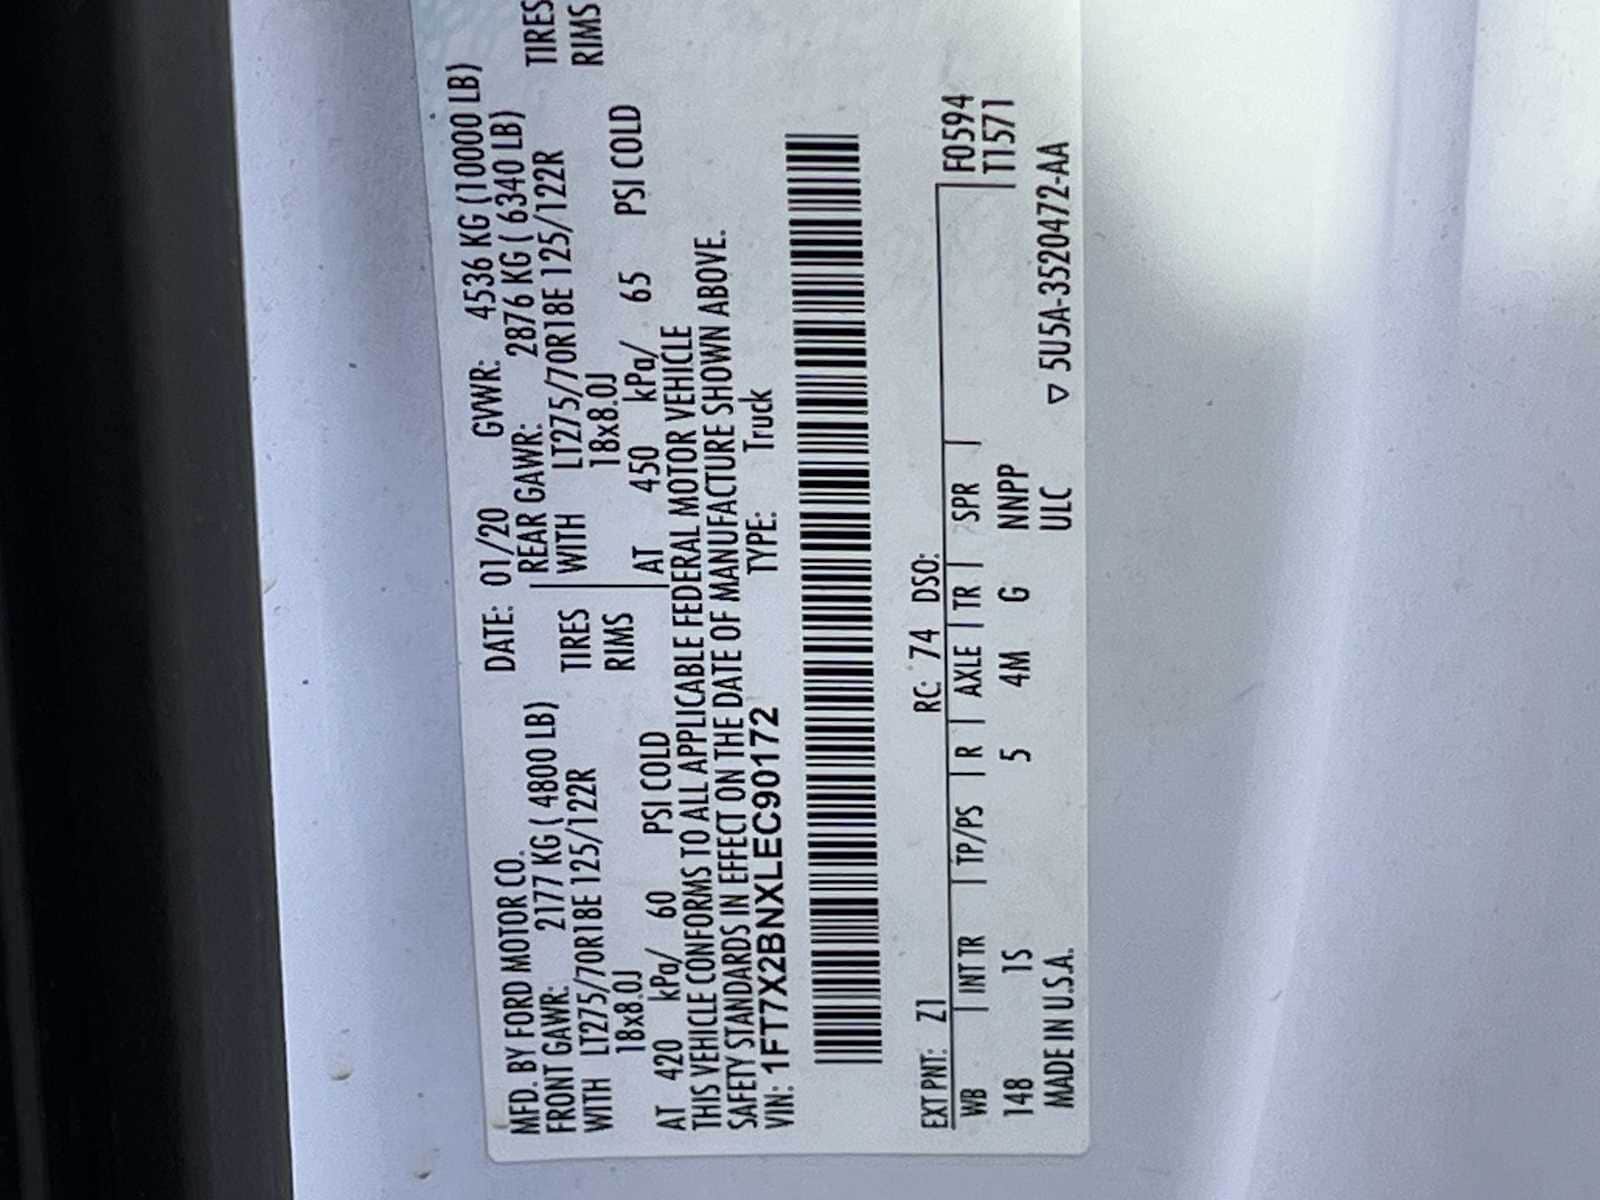 MFD. BY FORD MOTOR CO. DATE: 01/20 GVWR: 4536 KG (10000 LB)
FRONT GAWR: 2177 KG ( 4800 LB) REAR GAWR: 2876 KG ( 6340 LB)
WITH LT275/70R18E 125/122R TIRES WITH LT275/70R18E 125/122R TIRES
18x8.0J RIMS 18x8.0J RIMS
AT 420 kPa/ 60 PSI COLD AT 450 kPa/ 65 PSI COLD
THIS VEHICLE CONFORMS TO ALL APPLICABLE FEDERAL MOTOR VEHICLE
SAFETY STANDARDS IN EFFECT ON THE DATE OF MANUFACTURE SHOWN ABOVE.
VIN: 1FT7X2BNXLEC90172 TYPE: Truck
EXT PNT: Z1 RC: 74 DSO: F0594
WB | INT TR | TP/PS | R | AXLE | TR | SPR | T1571
148 1S 5 4M G NNPP
MADE IN U.S.A. ULC ▽ 5U5A-3520472-AA